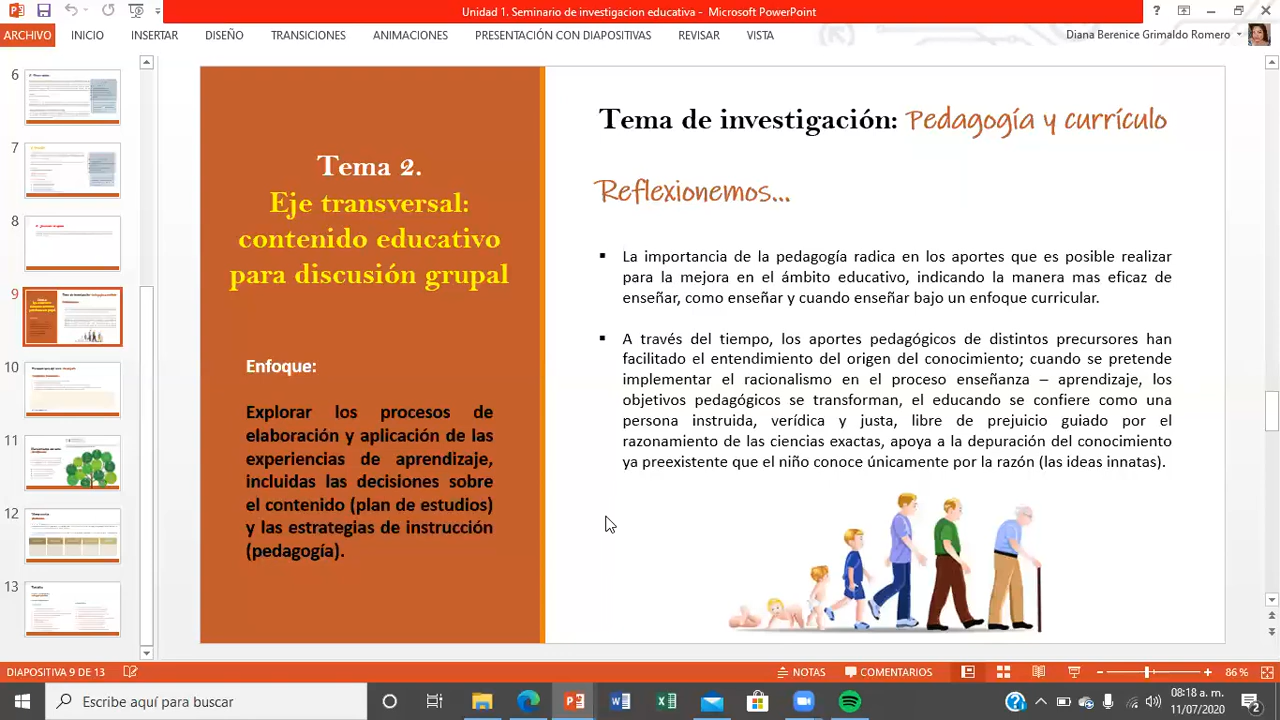 Unidad 1. Seminario de investigacion educativa - Microsoft PowerPoint
ARCHIVO INICIO INSERTAR DISEÑO TRANSICIONES ANIMACIONES PRESENTACIÓN CON DIAPOSITIVAS REVISAR VISTA Diana Berenice Grimaldo Romero
6
7
8
9
10
11
12
13
Tema 2.
Eje transversal:
contenido educativo
para discusión grupal
Enfoque:
Explorar los procesos de
elaboración y aplicación de las
experiencias de aprendizaje,
incluidas las decisiones sobre
el contenido (plan de estudios)
y las estrategias de instrucción
(pedagogía).
Tema de investigación: Pedagogía y currículo
Reflexionemos...
La importancia de la pedagogía radica en los aportes que es posible realizar
para la mejora en el ámbito educativo, indicando la manera mas eficaz de
enseñar, como enseñar y cuando enseñar bajo un enfoque curricular.
A través del tiempo, los aportes pedagógicos de distintos precursores han
facilitado el entendimiento del origen del conocimiento, cuando se pretende
implementar el racionalismo en el proceso enseñanza – aprendizaje, los
objetivos pedagógicos se transforman, el educando se confiere como una
persona instruida, verídica y justa, libre de prejuicio guiado por el
razonamiento de las ciencias exactas, apoya a la depuración del conocimiento
ya preexistente que el niño conoce únicamente por la razón (las ideas innatas).
DIAPOSITIVA 9 DE 13 NOTAS COMENTARIOS 86 %
Escribe aquí para buscar
08:18 a. m.
11/07/2020
2